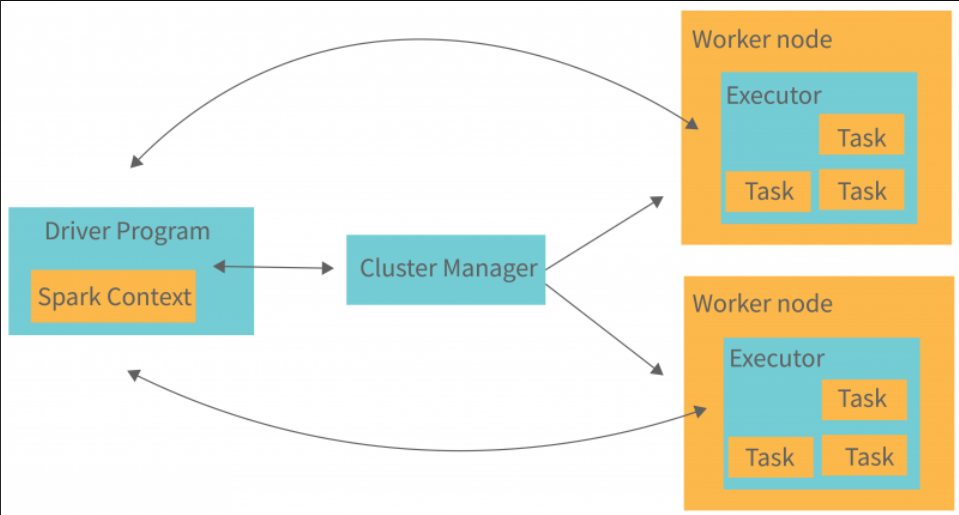 Driver Program
Spark Context
Cluster Manager
Worker node
Executor
Task
Task
Task
Worker node
Executor
Task
Task
Task